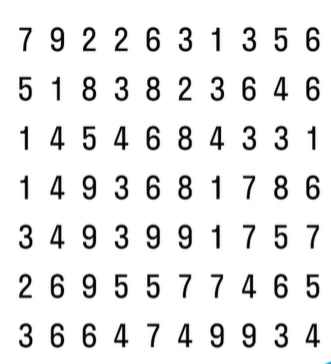 7 9 2 2 6 3 1 3 5 6
5 1 8 3 8 2 3 6 4 6
1 4 5 4 6 8 4 3 3 1
1 4 9 3 6 8 1 7 8 6
3 4 9 3 9 9 1 7 5 7
2 6 9 5 5 7 7 4 6 5
3 6 6 4 7 4 9 9 3 4